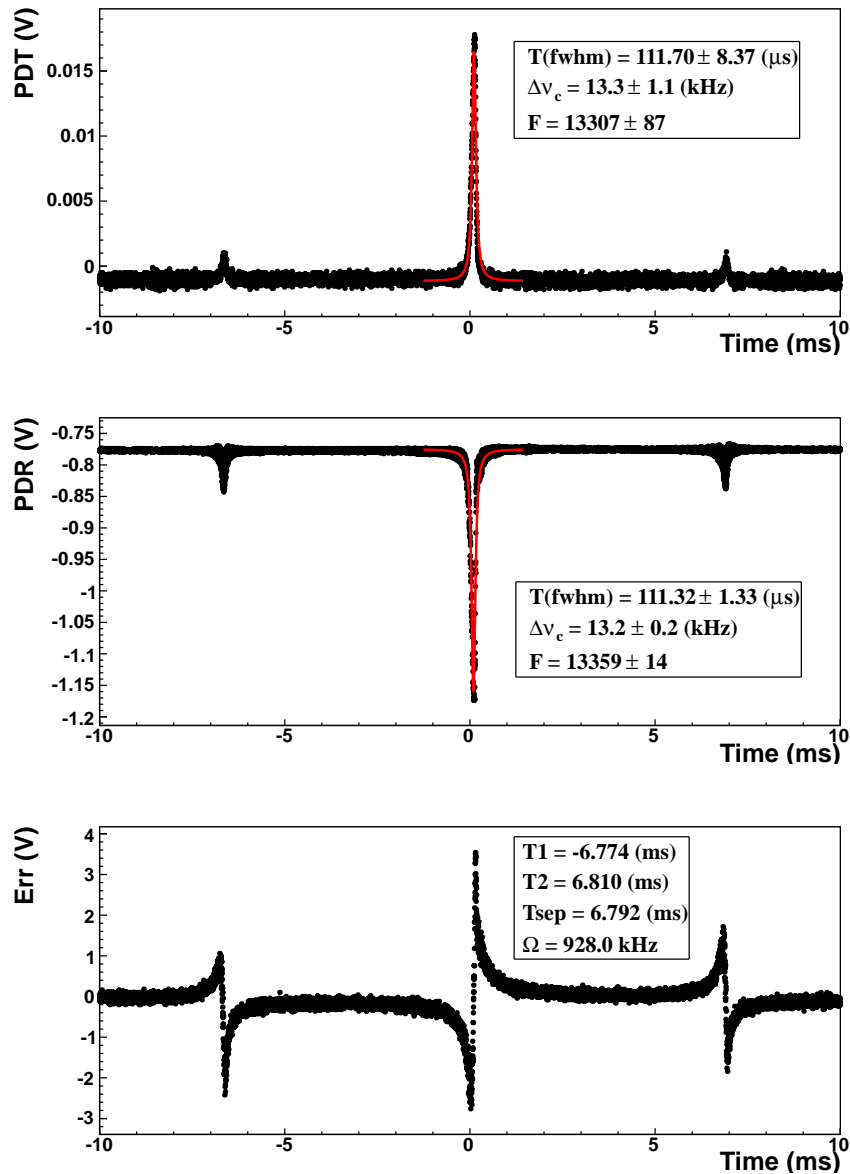 PDT (V)
T(fwhm) = 111.70 ± 8.37 (μs)
Δν_c = 13.3 ± 1.1 (kHz)
F = 13307 ± 87
0.015
0.01
0.005
0
-10 -5 0 5 10
Time (ms)
PDR (V)
-0.75
-0.8
-0.85
-0.9
-0.95
-1
-1.05
-1.1
-1.15
-1.2
T(fwhm) = 111.32 ± 1.33 (μs)
Δν_c = 13.2 ± 0.2 (kHz)
F = 13359 ± 14
-10 -5 0 5 10
Time (ms)
Err (V)
4
3
2
1
0
-1
-2
-3
T1 = -6.774 (ms)
T2 = 6.810 (ms)
Tsep = 6.792 (ms)
Ω = 928.0 kHz
-10 -5 0 5 10
Time (ms)